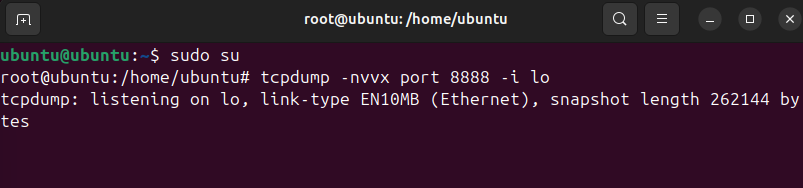 root@ubuntu: /home/ubuntu
ubuntu@ubuntu:~$ sudo su
root@ubuntu:/home/ubuntu# tcpdump -nvvx port 8888 -i lo
tcpdump: listening on lo, link-type EN10MB (Ethernet), snapshot length 262144 by
tes